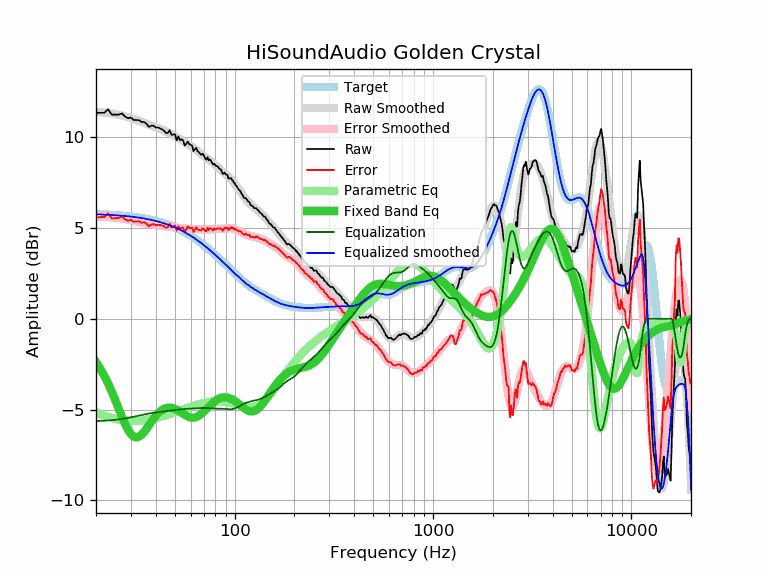 HiSoundAudio Golden Crystal
Target
Raw Smoothed
Error Smoothed
Raw
Error
Parametric Eq
Fixed Band Eq
Equalization
Equalized smoothed
Amplitude (dBr)
10
5
0
−5
−10
100 1000 10000
Frequency (Hz)